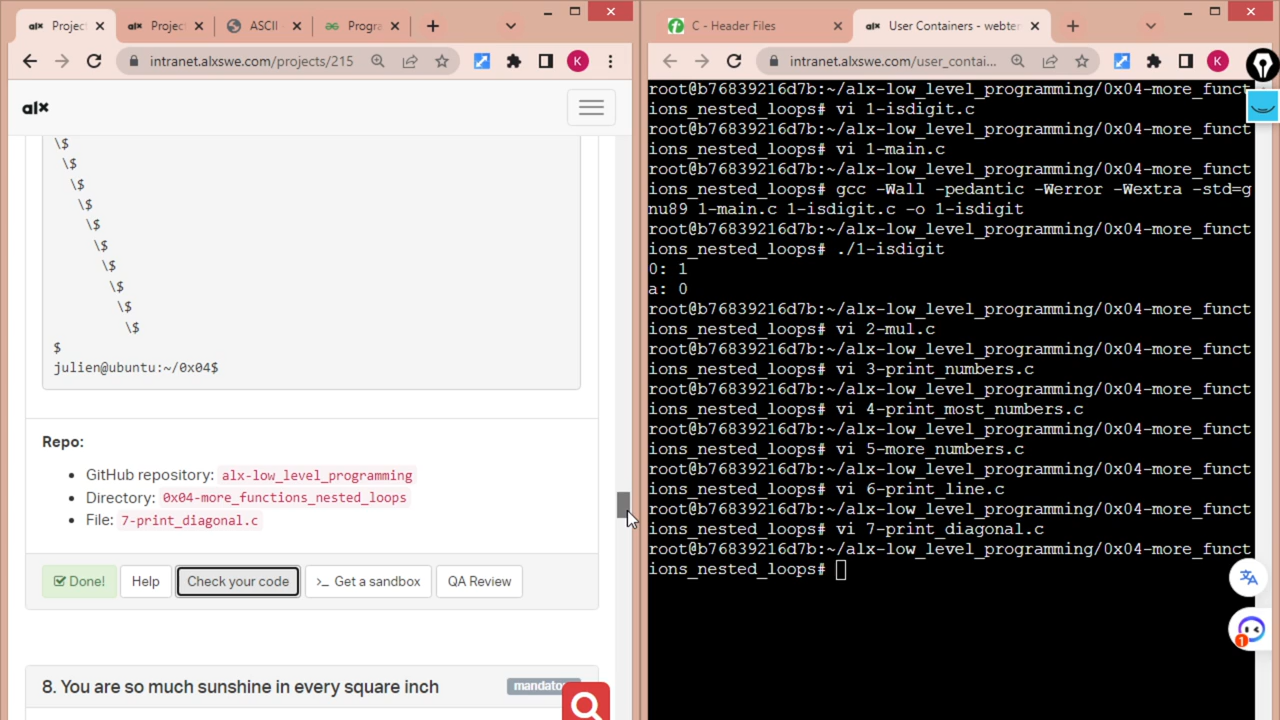 Project
Project
ASCII
Progra
intranet.alxswe.com/projects/215
K
alx
\$
\$
\$
\$
\$
\$
\$
\$
\$
\$
$
julien@ubuntu:~/0x04$
Repo:
GitHub repository: alx-low_level_programming
Directory: 0x04-more_functions_nested_loops
File: 7-print_diagonal.c
Done!
Help
Check your code
>_ Get a sandbox
QA Review
8. You are so much sunshine in every square inch
mandato
C - Header Files
User Containers - webter
intranet.alxswe.com/user_contai...
K
root@b76839216d7b:~/alx-low_level_programming/0x04-more_funct
ions_nested_loops# vi 1-isdigit.c
root@b76839216d7b:~/alx-low_level_programming/0x04-more_funct
ions_nested_loops# vi 1-main.c
root@b76839216d7b:~/alx-low_level_programming/0x04-more_funct
ions_nested_loops# gcc -Wall -pedantic -Werror -Wextra -std=g
nu89 1-main.c 1-isdigit.c -o 1-isdigit
root@b76839216d7b:~/alx-low_level_programming/0x04-more_funct
ions_nested_loops# ./1-isdigit
0: 1
a: 0
root@b76839216d7b:~/alx-low_level_programming/0x04-more_funct
ions_nested_loops# vi 2-mul.c
root@b76839216d7b:~/alx-low_level_programming/0x04-more_funct
ions_nested_loops# vi 3-print_numbers.c
root@b76839216d7b:~/alx-low_level_programming/0x04-more_funct
ions_nested_loops# vi 4-print_most_numbers.c
root@b76839216d7b:~/alx-low_level_programming/0x04-more_funct
ions_nested_loops# vi 5-more_numbers.c
root@b76839216d7b:~/alx-low_level_programming/0x04-more_funct
ions_nested_loops# vi 6-print_line.c
root@b76839216d7b:~/alx-low_level_programming/0x04-more_funct
ions_nested_loops# vi 7-print_diagonal.c
root@b76839216d7b:~/alx-low_level_programming/0x04-more_funct
ions_nested_loops#
1